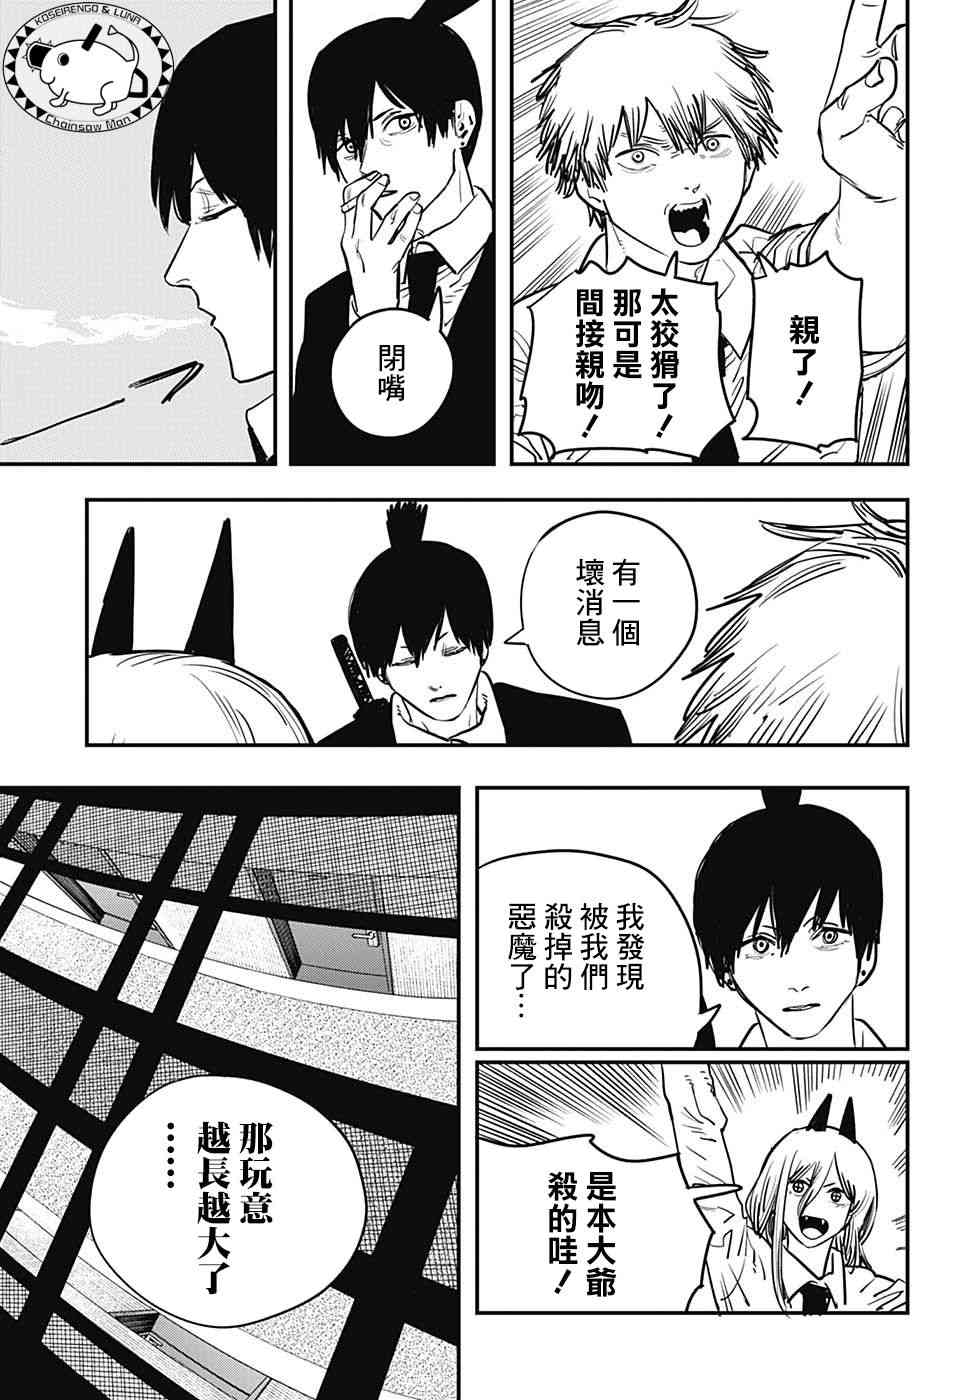 KOSEIRENGO & LUNA
Chainsaw Man
親了！
太狡猾了！
那可是
間接親吻！
閉嘴
有一個
壞消息
我發現
被我們
殺掉的
惡魔了…
是本大爺
殺的哇！
那玩意
越長越大了
……